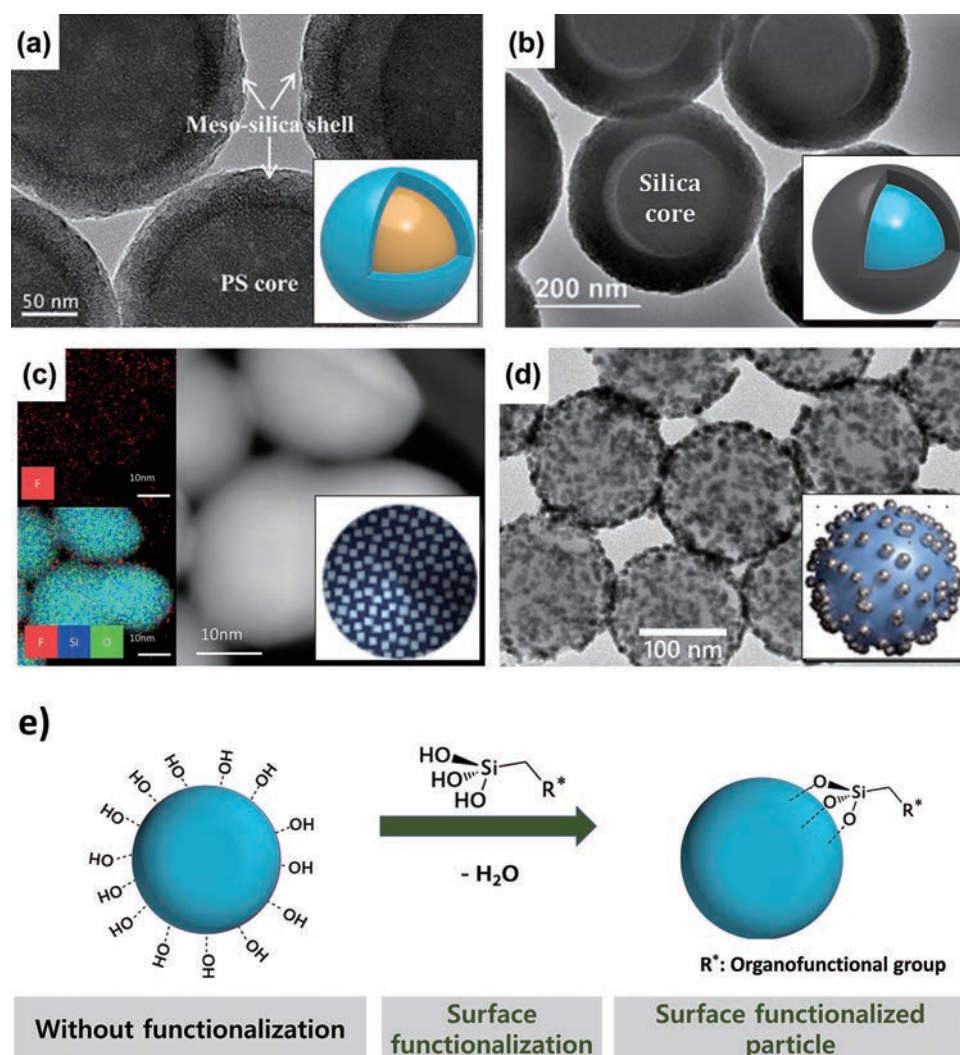 (a)
Meso-silica shell
PS core
50 nm
(b)
Silica
core
200 nm
(c)
F
10nm
F Si O
10nm
10nm
(d)
100 nm
e)
HO
HO
HO
HO
HO
HO
HO
OH
OH
OH
OH
OH
OH
OH
OH
HO
HO
HO
Si
R*
- H₂O
O
O
O
Si
R*
R*: Organofunctional group
Without functionalization
Surface
functionalization
Surface functionalized
particle